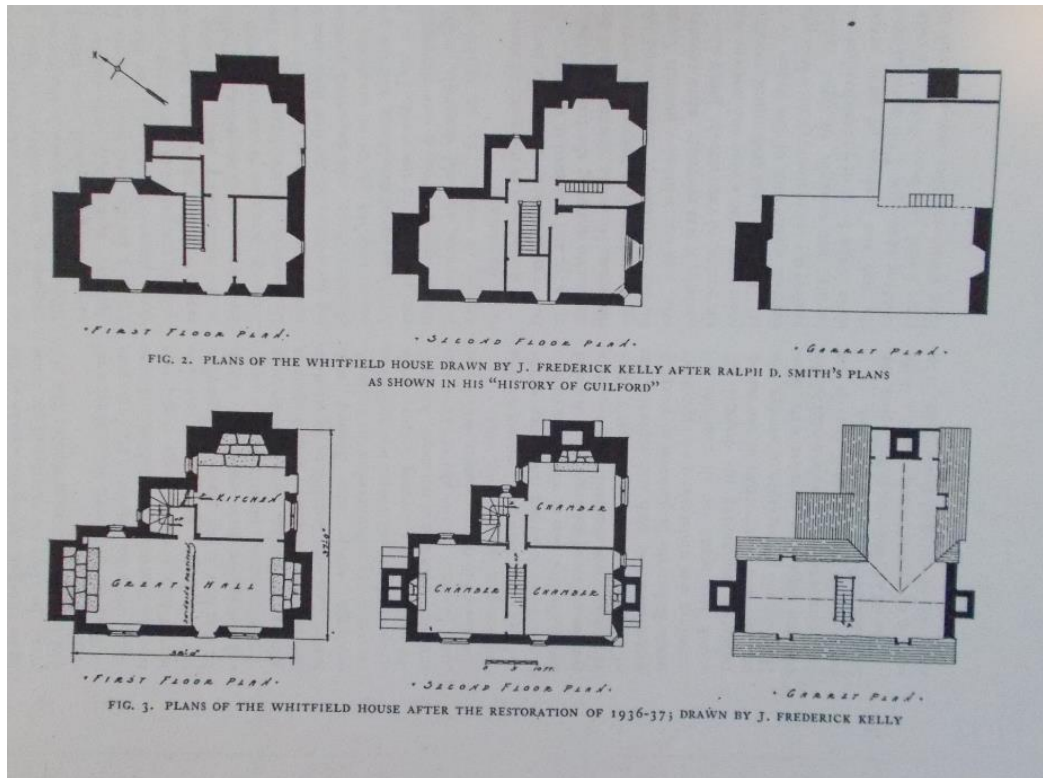 N
· FIRST FLOOR PLAN ·
· SECOND FLOOR PLAN ·
· GARRET PLAN ·
FIG. 2. PLANS OF THE WHITFIELD HOUSE DRAWN BY J. FREDERICK KELLY AFTER RALPH D. SMITH'S PLANS
AS SHOWN IN HIS "HISTORY OF GUILFORD"
KITCHEN
GREAT HALL
CHAMBER
CHAMBER
CHAMBER
10 FT.
· FIRST FLOOR PLAN ·
· SECOND FLOOR PLAN ·
· GARRET PLAN ·
FIG. 3. PLANS OF THE WHITFIELD HOUSE AFTER THE RESTORATION OF 1936-37; DRAWN BY J. FREDERICK KELLY